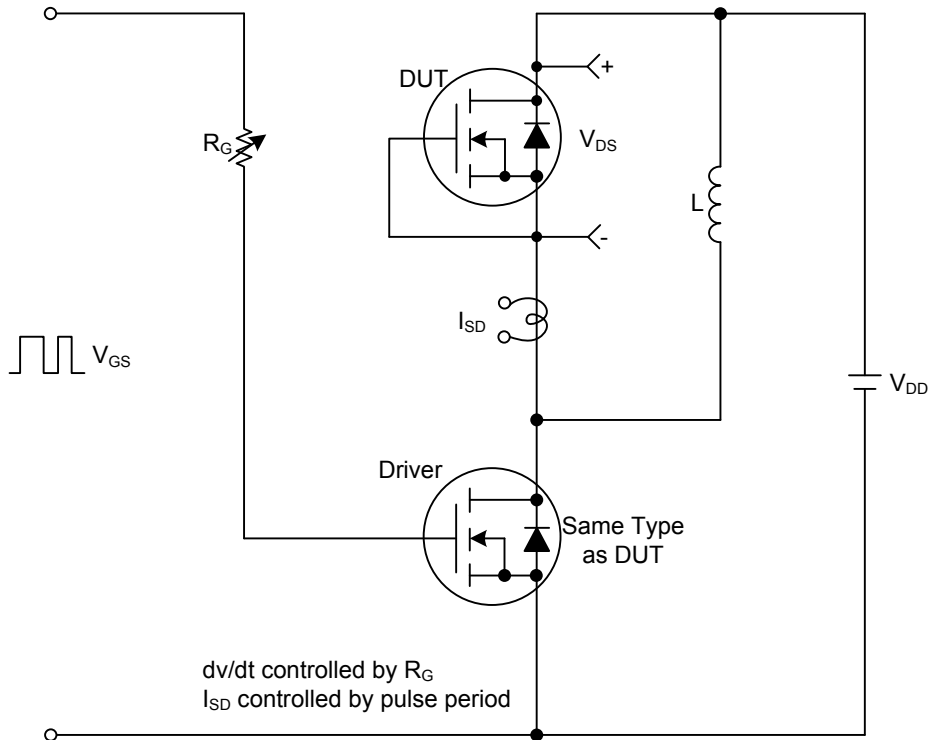 DUT
+
R_G
V_DS
L
-
I_SD
V_GS
V_DD
Driver
Same Type
as DUT
dv/dt controlled by R_G
I_SD controlled by pulse period